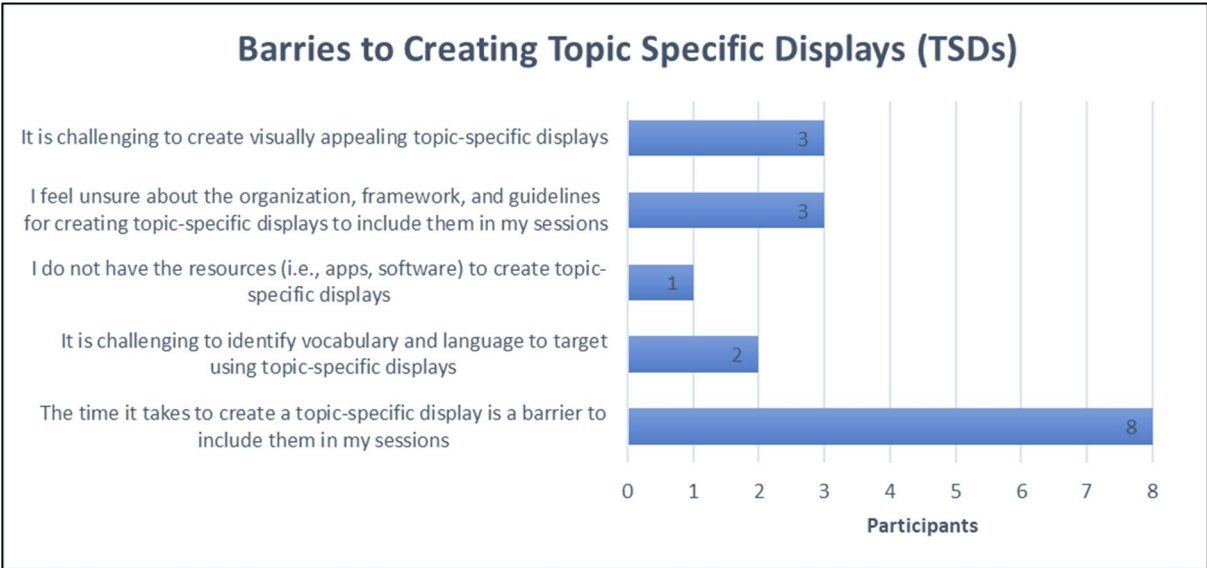 Barries to Creating Topic Specific Displays (TSDs)
It is challenging to create visually appealing topic-specific displays
3
I feel unsure about the organization, framework, and guidelines
for creating topic-specific displays to include them in my sessions
3
I do not have the resources (i.e., apps, software) to create topic-
specific displays
1
It is challenging to identify vocabulary and language to target
using topic-specific displays
2
The time it takes to create a topic-specific display is a barrier to
include them in my sessions
8
0 1 2 3 4 5 6 7 8
Participants